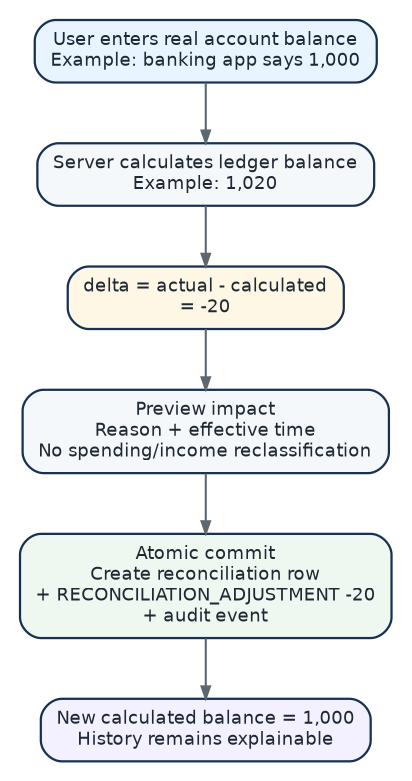 User enters real account balance
Example: banking app says 1,000
Server calculates ledger balance
Example: 1,020
delta = actual - calculated
= -20
Preview impact
Reason + effective time
No spending/income reclassification
Atomic commit
Create reconciliation row
+ RECONCILIATION_ADJUSTMENT -20
+ audit event
New calculated balance = 1,000
History remains explainable